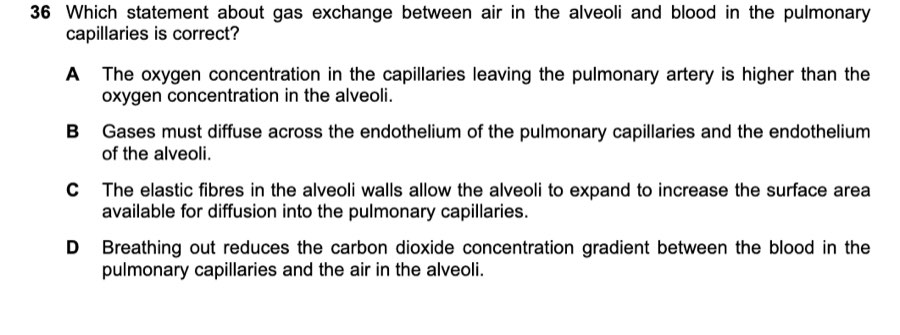 36 Which statement about gas exchange between air in the alveoli and blood in the pulmonary
capillaries is correct?
A The oxygen concentration in the capillaries leaving the pulmonary artery is higher than the
oxygen concentration in the alveoli.
B Gases must diffuse across the endothelium of the pulmonary capillaries and the endothelium
of the alveoli.
C The elastic fibres in the alveoli walls allow the alveoli to expand to increase the surface area
available for diffusion into the pulmonary capillaries.
D Breathing out reduces the carbon dioxide concentration gradient between the blood in the
pulmonary capillaries and the air in the alveoli.